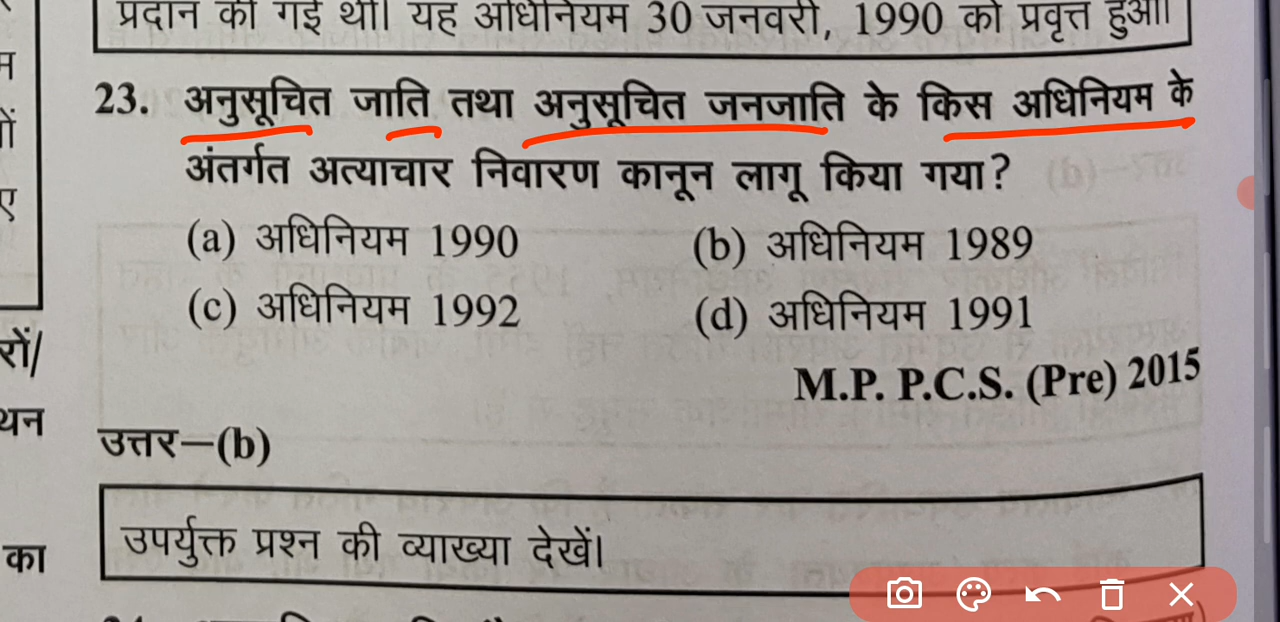 प्रदान की गई थी। यह अधिनियम 30 जनवरी, 1990 को प्रवृत्त हुआ।
23. अनुसूचित जाति तथा अनुसूचित जनजाति के किस अधिनियम के
अंतर्गत अत्याचार निवारण कानून लागू किया गया?
(a) अधिनियम 1990 (b) अधिनियम 1989
(c) अधिनियम 1992 (d) अधिनियम 1991
M.P. P.C.S. (Pre) 2015
रों/
थन
उत्तर–(b)
उपर्युक्त प्रश्न की व्याख्या देखें।
का